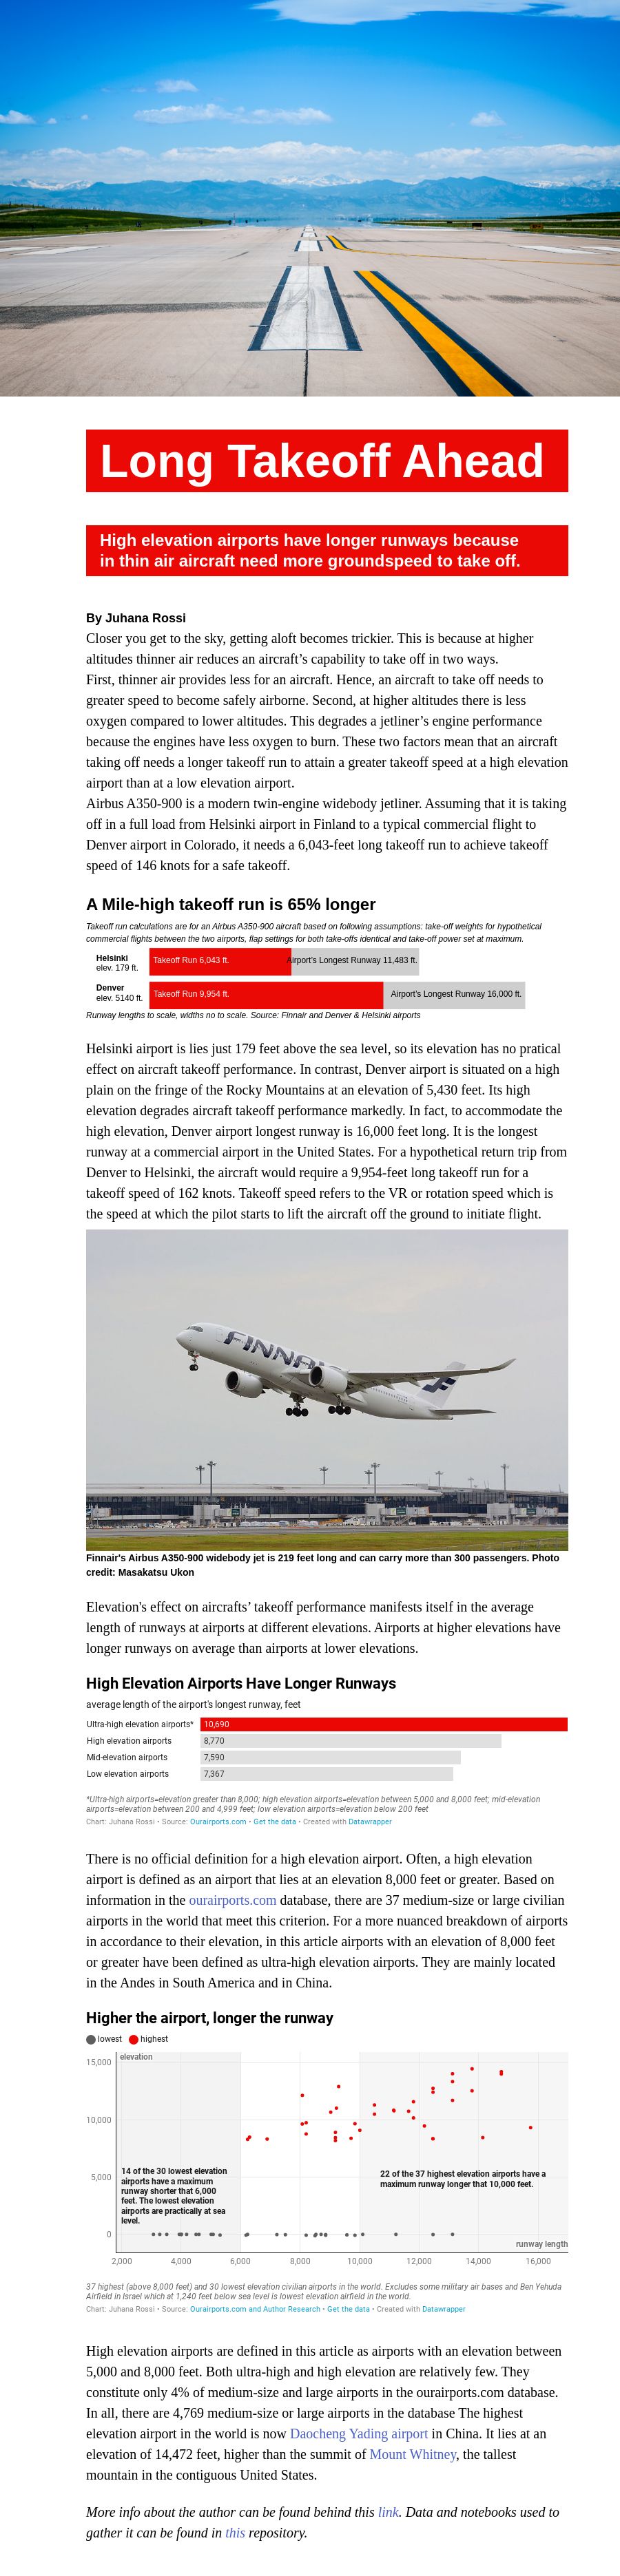 Long Takeoff Ahead
High elevation airports have longer runways because
in thin air aircraft need more groundspeed to take off.
By Juhana Rossi
Closer you get to the sky, getting aloft becomes trickier. This is because at higher
altitudes thinner air reduces an aircraft’s capability to take off in two ways.
First, thinner air provides less for an aircraft. Hence, an aircraft to take off needs to
greater speed to become safely airborne. Second, at higher altitudes there is less
oxygen compared to lower altitudes. This degrades a jetliner’s engine performance
because the engines have less oxygen to burn. These two factors mean that an aircraft
taking off needs a longer takeoff run to attain a greater takeoff speed at a high elevation
airport than at a low elevation airport.
Airbus A350-900 is a modern twin-engine widebody jetliner. Assuming that it is taking
off in a full load from Helsinki airport in Finland to a typical commercial flight to
Denver airport in Colorado, it needs a 6,043-feet long takeoff run to achieve takeoff
speed of 146 knots for a safe takeoff.
A Mile-high takeoff run is 65% longer
Takeoff run calculations are for an Airbus A350-900 aircraft based on following assumptions: take-off weights for hypothetical
commercial flights between the two airports, flap settings for both take-offs identical and take-off power set at maximum.
Helsinki
elev. 179 ft.
Takeoff Run 6,043 ft.
Airport’s Longest Runway 11,483 ft.
Denver
elev. 5140 ft.
Takeoff Run 9,954 ft.
Airport’s Longest Runway 16,000 ft.
Runway lengths to scale, widths no to scale. Source: Finnair and Denver & Helsinki airports
Helsinki airport is lies just 179 feet above the sea level, so its elevation has no pratical
effect on aircraft takeoff performance. In contrast, Denver airport is situated on a high
plain on the fringe of the Rocky Mountains at an elevation of 5,430 feet. Its high
elevation degrades aircraft takeoff performance markedly. In fact, to accommodate the
high elevation, Denver airport longest runway is 16,000 feet long. It is the longest
runway at a commercial airport in the United States. For a hypothetical return trip from
Denver to Helsinki, the aircraft would require a 9,954-feet long takeoff run for a
takeoff speed of 162 knots. Takeoff speed refers to the VR or rotation speed which is
the speed at which the pilot starts to lift the aircraft off the ground to initiate flight.
FINNAIR
Finnair's Airbus A350-900 widebody jet is 219 feet long and can carry more than 300 passengers. Photo
credit: Masakatsu Ukon
Elevation's effect on aircrafts’ takeoff performance manifests itself in the average
length of runways at airports at different elevations. Airports at higher elevations have
longer runways on average than airports at lower elevations.
High Elevation Airports Have Longer Runways
average length of the airport's longest runway, feet
Ultra-high elevation airports* 10,690
High elevation airports 8,770
Mid-elevation airports 7,590
Low elevation airports 7,367
*Ultra-high airports=elevation greater than 8,000; high elevation airports=elevation between 5,000 and 8,000 feet; mid-elevation
airports=elevation between 200 and 4,999 feet; low elevation airports=elevation below 200 feet
Chart: Juhana Rossi • Source: Ourairports.com • Get the data • Created with Datawrapper
There is no official definition for a high elevation airport. Often, a high elevation
airport is defined as an airport that lies at an elevation 8,000 feet or greater. Based on
information in the ourairports.com database, there are 37 medium-size or large civilian
airports in the world that meet this criterion. For a more nuanced breakdown of airports
in accordance to their elevation, in this article airports with an elevation of 8,000 feet
or greater have been defined as ultra-high elevation airports. They are mainly located
in the Andes in South America and in China.
Higher the airport, longer the runway
lowest highest
15,000
elevation
10,000
5,000
0
14 of the 30 lowest elevation
airports have a maximum
runway shorter that 6,000
feet. The lowest elevation
airports are practically at sea
level.
22 of the 37 highest elevation airports have a
maximum runway longer that 10,000 feet.
runway length
2,000 4,000 6,000 8,000 10,000 12,000 14,000 16,000
37 highest (above 8,000 feet) and 30 lowest elevation civilian airports in the world. Excludes some military air bases and Ben Yehuda
Airfield in Israel which at 1,240 feet below sea level is lowest elevation airfield in the world.
Chart: Juhana Rossi • Source: Ourairports.com and Author Research • Get the data • Created with Datawrapper
High elevation airports are defined in this article as airports with an elevation between
5,000 and 8,000 feet. Both ultra-high and high elevation are relatively few. They
constitute only 4% of medium-size and large airports in the ourairports.com database.
In all, there are 4,769 medium-size or large airports in the database The highest
elevation airport in the world is now Daocheng Yading airport in China. It lies at an
elevation of 14,472 feet, higher than the summit of Mount Whitney, the tallest
mountain in the contiguous United States.
More info about the author can be found behind this link. Data and notebooks used to
gather it can be found in this repository.